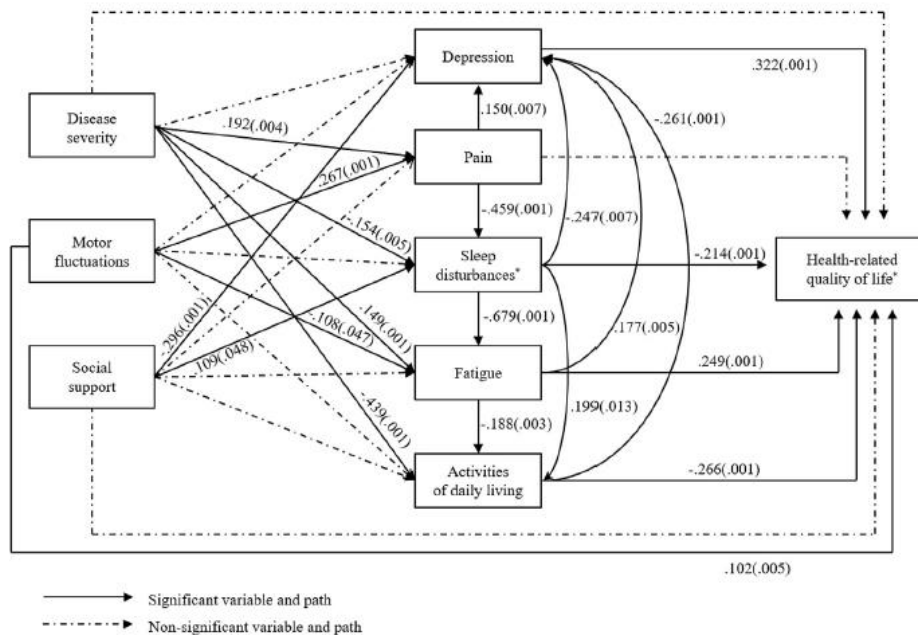 Depression
.322(.001)
Disease
severity
.150(.007)
-.261(.001)
.192(.004)
Pain
.267(.001)
-.459(.001)
-.247(.007)
-.154(.005)
Motor
fluctuations
Sleep
disturbances*
-.214(.001)
Health-related
quality of life*
-.679(.001)
.177(.005)
-.296(.001)
-.108(.047)
.149(.001)
Social
support
.109(.048)
Fatigue
.249(.001)
-.439(.001)
-.188(.003)
.199(.013)
Activities
of daily living
-.266(.001)
.102(.005)
Significant variable and path
Non-significant variable and path